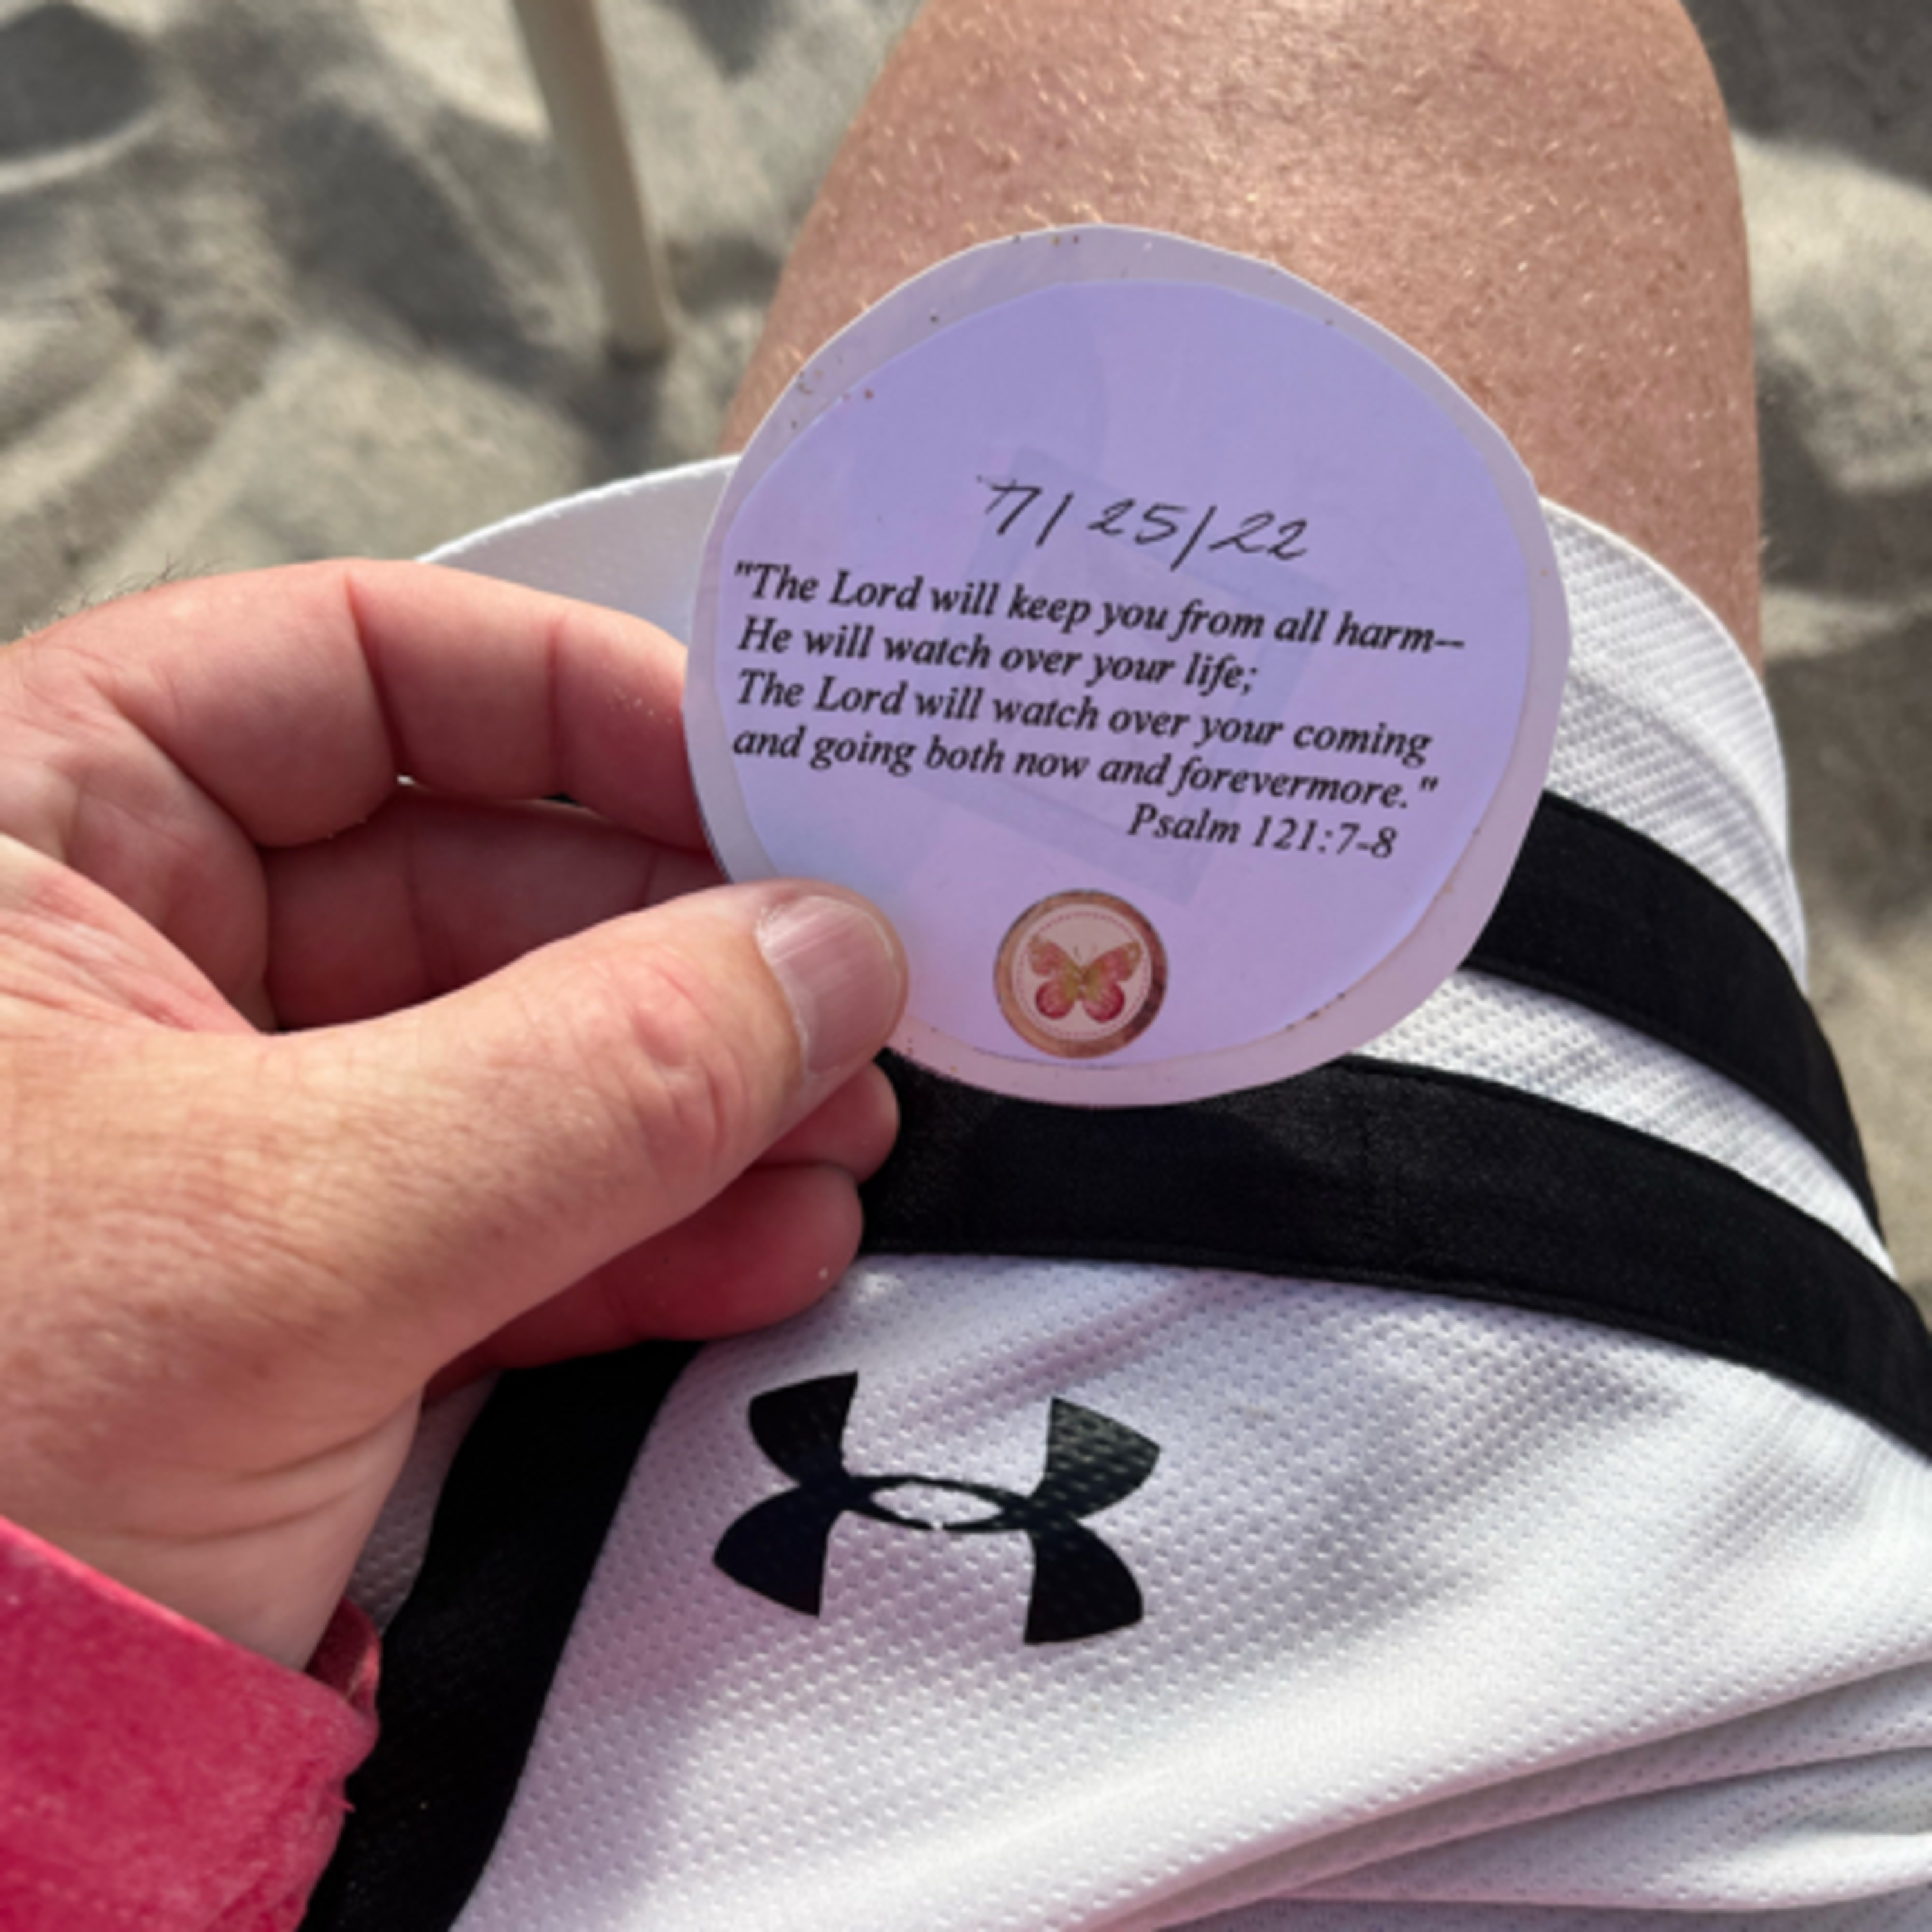 7/25/22
"The Lord will keep you from all harm--
He will watch over your life;
The Lord will watch over your coming
and going both now and forevermore."
Psalm 121:7-8